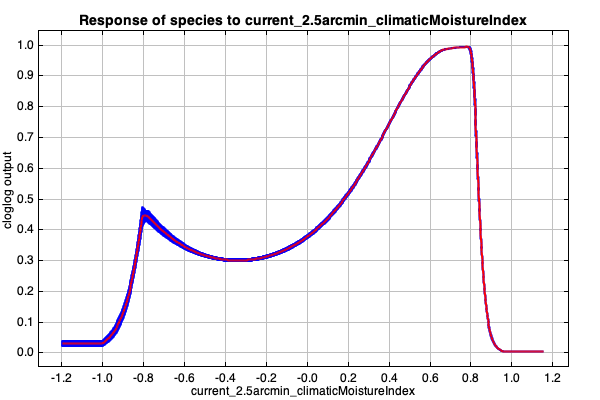 Response of species to current_2.5arcmin_climaticMoistureIndex
cloglog output
1.0
0.9
0.8
0.7
0.6
0.5
0.4
0.3
0.2
0.1
0.0
-1.2 -1.0 -0.8 -0.6 -0.4 -0.2 -0.0 0.2 0.4 0.6 0.8 1.0 1.2
current_2.5arcmin_climaticMoistureIndex